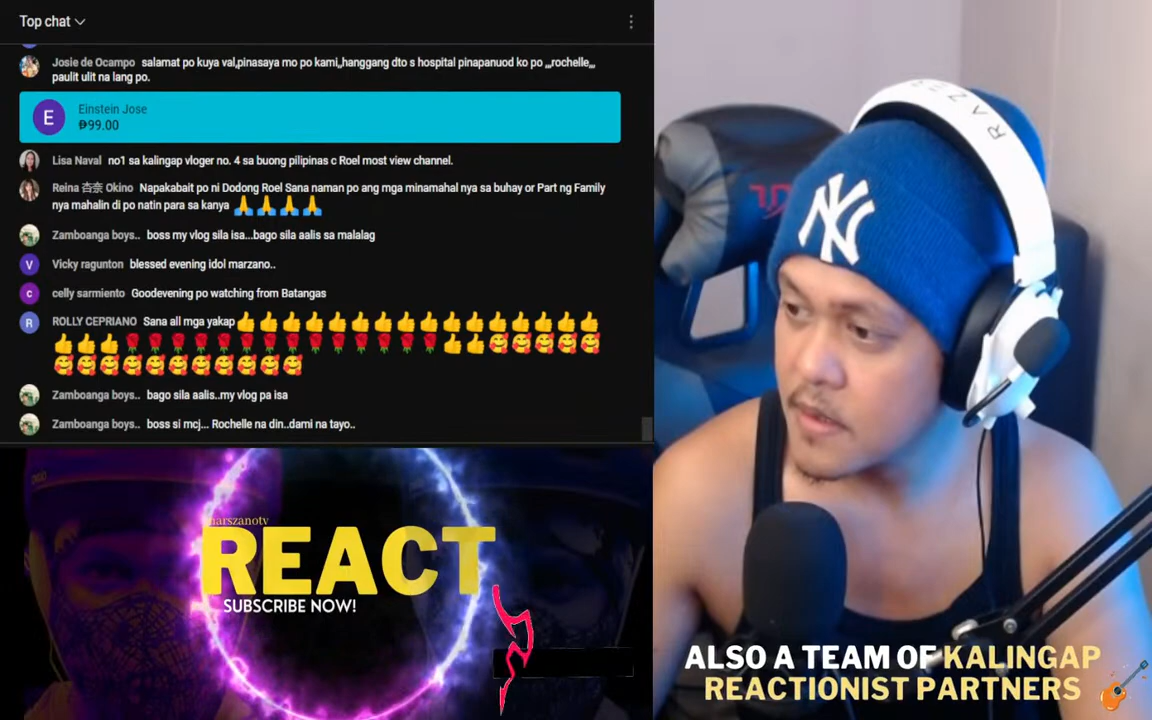 Top chat
Josie de Ocampo salamat po kuya val,pinasaya mo po kami,,hanggang dto s hospital pinapanuod ko po ,,,rochelle,,,
paulit ulit na lang po.
E
Einstein Jose
₱99.00
Lisa Naval no1 sa kalingap vloger no. 4 sa buong pilipinas c Roel most view channel.
Reina 杏奈 Okino Napakabait po ni Dodong Roel Sana naman po ang mga minamahal nya sa buhay or Part ng Family
nya mahalin di po natin para sa kanya 🙏🙏🙏🙏
Zamboanga boys.. boss my vlog sila isa...bago sila aalis sa malalag
V Vicky ragunton blessed evening idol marzano..
c celly sarmiento Goodevening po watching from Batangas
R ROLLY CEPRIANO Sana all mga yakap👍👍👍👍👍👍👍👍👍👍👍👍👍👍👍👍
👍👍👍🌹🌹🌹🌹🌹🌹🌹🌹🌹🌹🌹🌹🌹🌹👍👍🥰🥰🥰🥰🥰
🥰🥰🥰🥰🥰🥰🥰🥰🥰🥰🥰
Zamboanga boys.. bago sila aalis..my vlog pa isa
Zamboanga boys.. boss si mcj... Rochelle na din..dami na tayo..
marszanotv
REACT
SUBSCRIBE NOW!
RAZER
NY
ALSO A TEAM OF KALINGAP
REACTIONIST PARTNERS